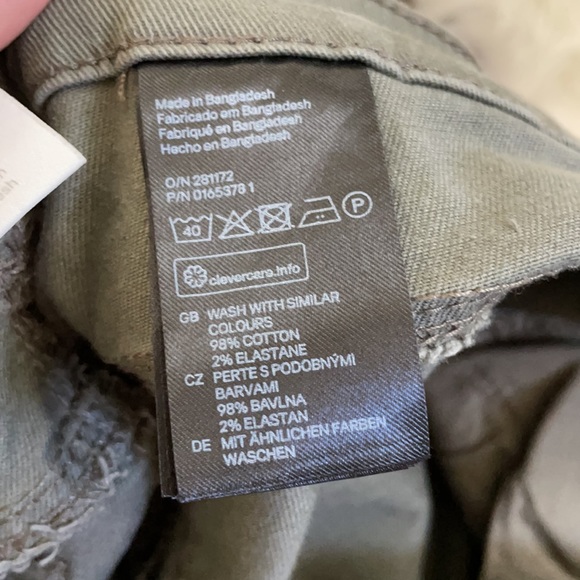 Made in Bangladesh
Fabricado em Bangladesh
Fabriqué en Bangladesh
Hecho en Bangladesh
O/N 281172
P/N 0165378 1
40 P
clevercare.info
GB WASH WITH SIMILAR
COLOURS
98% COTTON
2% ELASTANE
CZ PERTE S PODOBNÝMI
BARVAMI
98% BAVLNA
2% ELASTAN
DE MIT ÄHNLICHEN FARBEN
WASCHEN